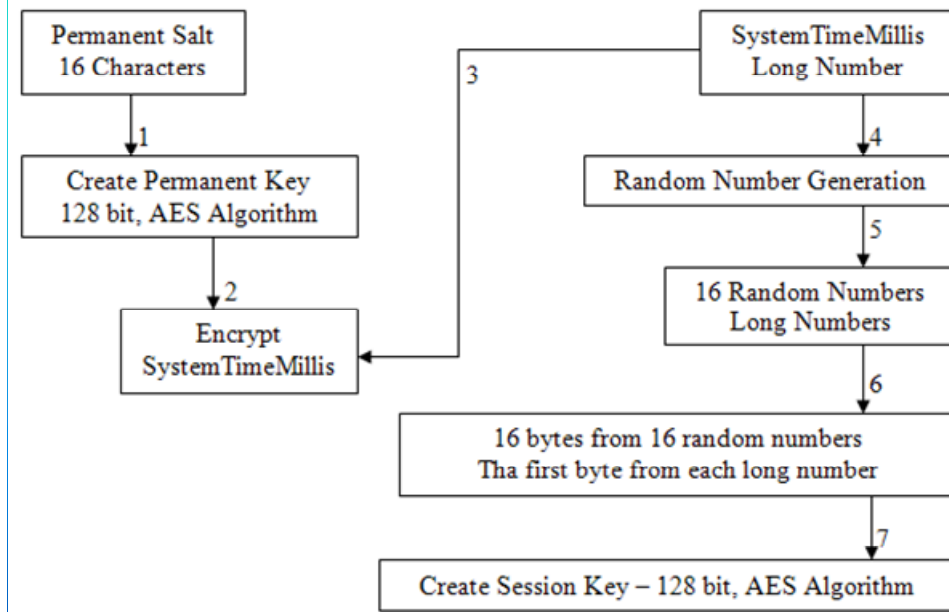 Permanent Salt
16 Characters
SystemTimeMillis
Long Number
3
1
4
Create Permanent Key
128 bit, AES Algorithm
Random Number Generation
5
2
16 Random Numbers
Long Numbers
Encrypt
SystemTimeMillis
6
16 bytes from 16 random numbers
Tha first byte from each long number
7
Create Session Key – 128 bit, AES Algorithm